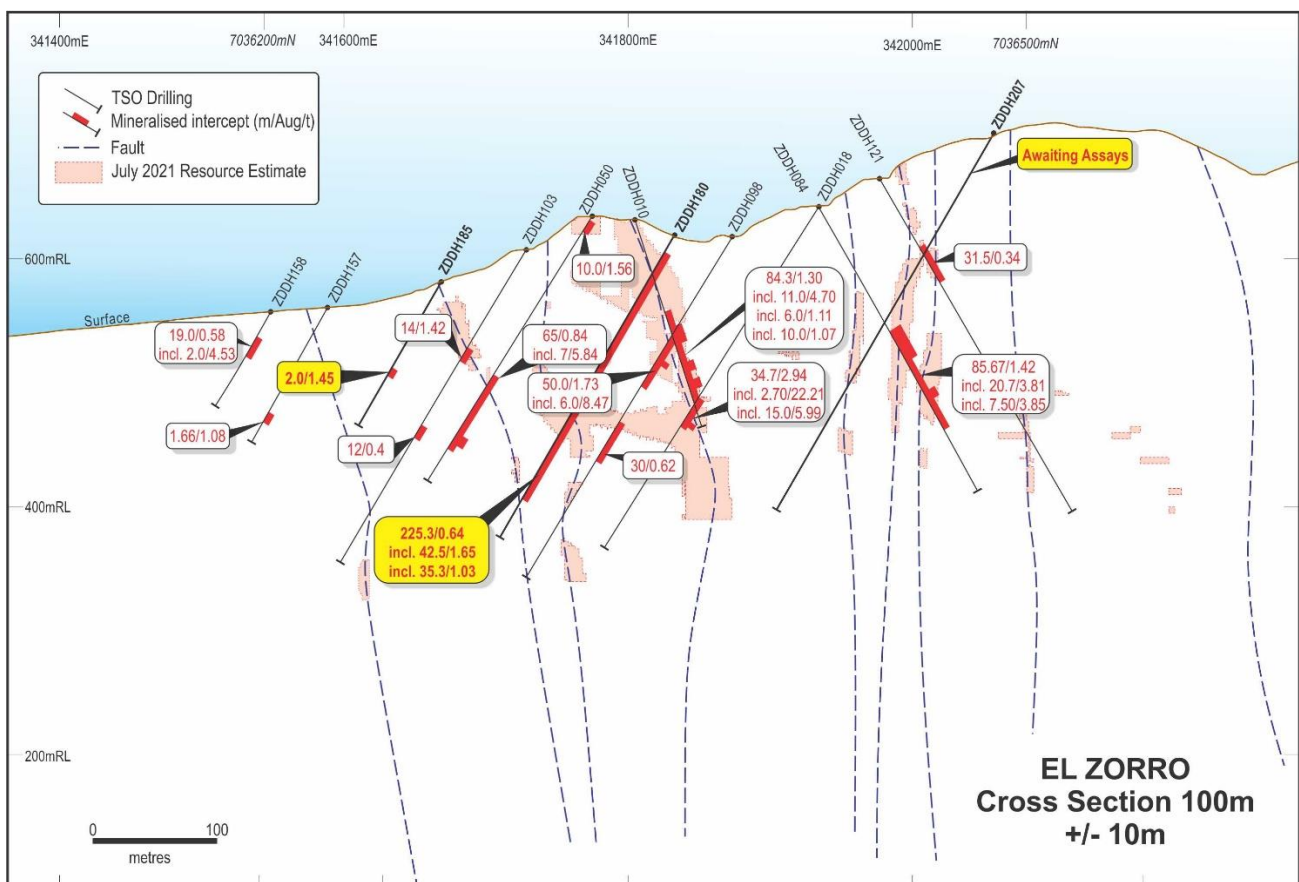 341400mE
7036200mN
341600mE
341800mE
342000mE
7036500mN
TSO Drilling
Mineralised intercept (m/Aug/t)
Fault
July 2021 Resource Estimate
ZDDH158
ZDDH157
ZDDH185
ZDDH103
ZDDH050
ZDDH010
ZDDH180
ZDDH098
ZDDH084
ZDDH018
ZDDH121
ZDDH207
Awaiting Assays
600mRL
Surface
10.0/1.56
31.5/0.34
84.3/1.30
incl. 11.0/4.70
incl. 6.0/1.11
incl. 10.0/1.07
19.0/0.58
incl. 2.0/4.53
14/1.42
65/0.84
incl. 7/5.84
2.0/1.45
50.0/1.73
incl. 6.0/8.47
34.7/2.94
incl. 2.70/22.21
incl. 15.0/5.99
85.67/1.42
incl. 20.7/3.81
incl. 7.50/3.85
1.66/1.08
12/0.4
30/0.62
400mRL
225.3/0.64
incl. 42.5/1.65
incl. 35.3/1.03
200mRL
EL ZORRO
Cross Section 100m
+/- 10m
0
100
metres